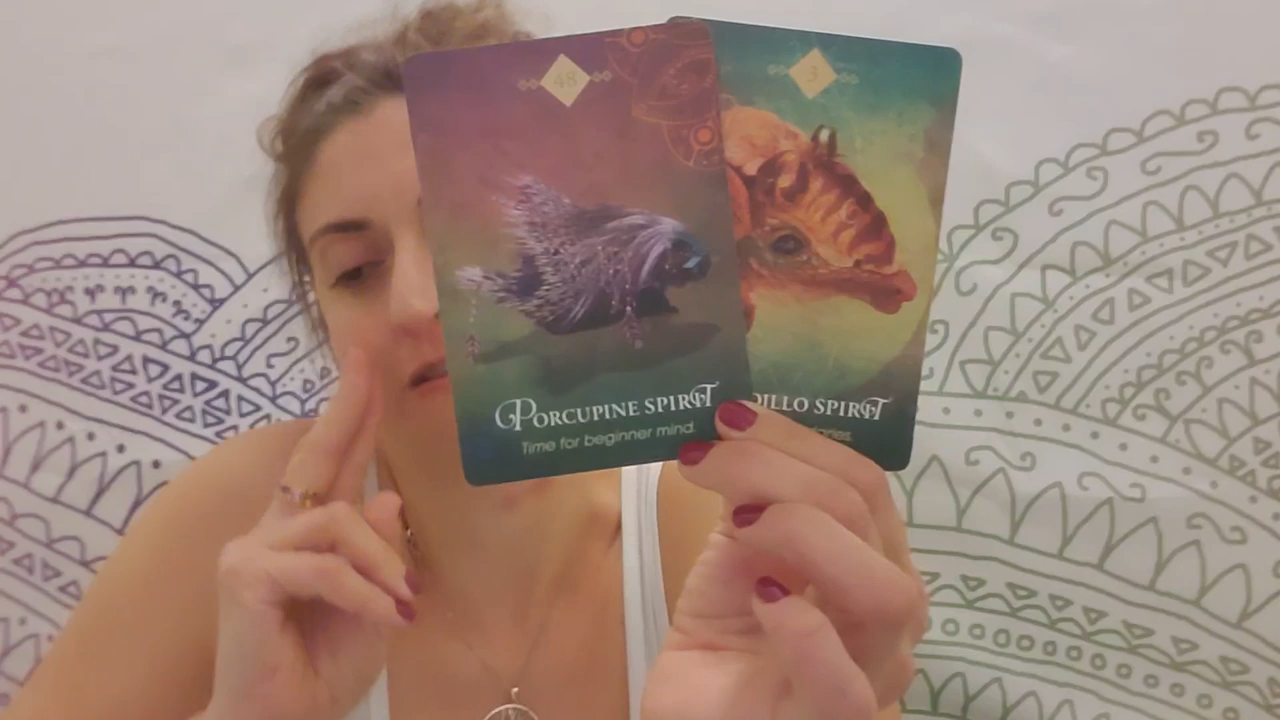 48
3
PORCUPINE SPIRIT
Time for beginner mind.
DILLO SPIRIT